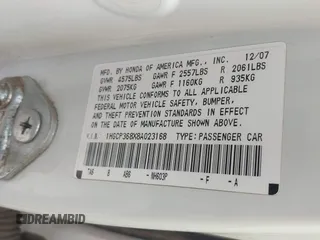 MFD. BY HONDA OF AMERICA MFG., INC. 12/07
GVWR 4575LBS GAWR F 2557LBS R 2061LBS
GVWR 2075KG GAWR F 1160KG R 935KG
THIS VEHICLE CONFORMS TO ALL APPLICABLE
FEDERAL MOTOR VEHICLE SAFETY, BUMPER,
AND THEFT PREVENTION STANDARDS IN EFFECT
ON THE DATE OF MANUFACTURE SHOWN ABOVE.
V.I.N. 1HGCP368X8A023168 TYPE: PASSENGER CAR
TA6 B AB6 -NH603P -F -A
DREAMBID